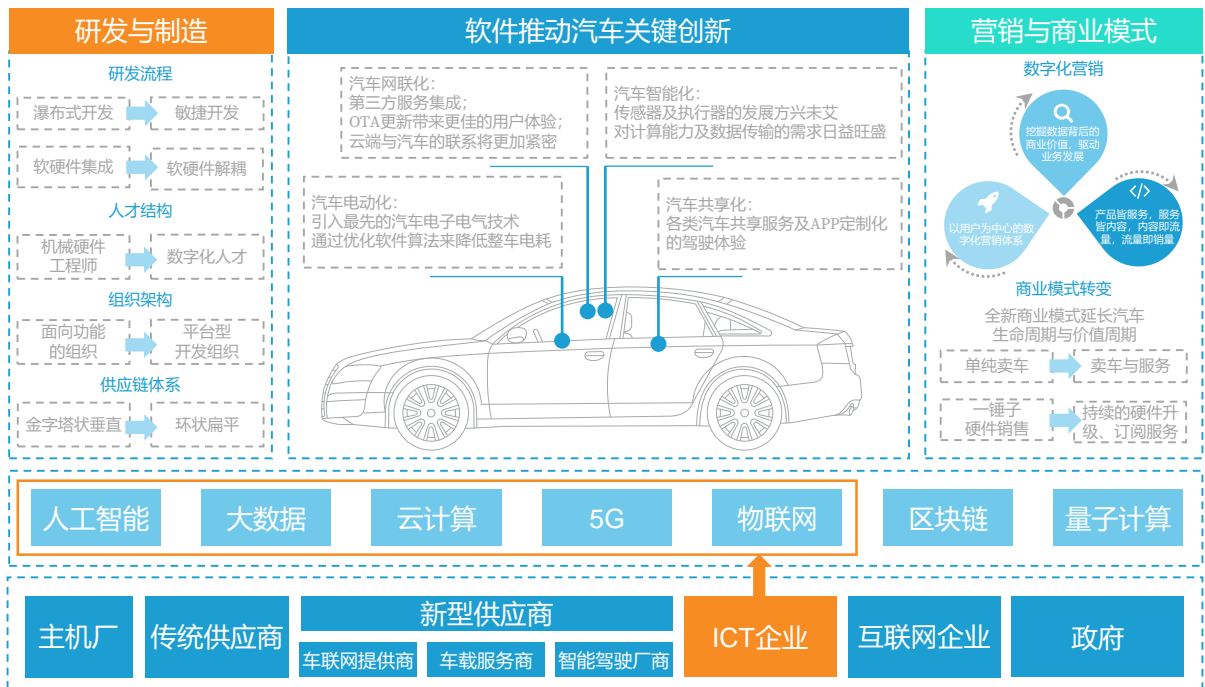 研发与制造
研发流程
瀑布式开发
敏捷开发
软硬件集成
软硬件解耦
人才结构
机械硬件
工程师
数字化人才
组织架构
面向功能
的组织
平台型
开发组织
供应链体系
金字塔状垂直
环状扁平
软件推动汽车关键创新
汽车网联化：
第三方服务集成；
OTA更新带来更佳的用户体验；
云端与汽车的联系将更加紧密
汽车智能化：
传感器及执行器的发展方兴未艾
对计算能力及数据传输的需求日益旺盛
汽车电动化：
引入最先的汽车电子电气技术
通过优化软件算法来降低整车电耗
汽车共享化：
各类汽车共享服务及APP定制化
的驾驶体验
营销与商业模式
数字化营销
挖掘数据背后的
商业价值，驱动
业务发展
以用户为中心的数
字化营销体系
</>
产品皆服务，服务
皆内容，内容即流
量，流量即销量
商业模式转变
全新商业模式延长汽车
生命周期与价值周期
单纯卖车
卖车与服务
一锤子
硬件销售
持续的硬件升
级、订阅服务
人工智能
大数据
云计算
5G
物联网
区块链
量子计算
主机厂
传统供应商
新型供应商
车联网提供商
车载服务商
智能驾驶厂商
ICT企业
互联网企业
政府